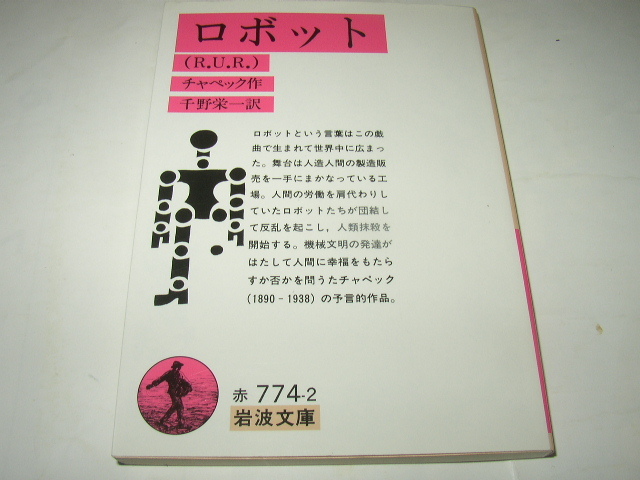 ロボット
(R.U.R.)
チャペック作
千野栄一訳
ロボットという言葉はこの戯
曲で生まれて世界中に広まっ
た。舞台は人造人間の製造販
売を一手にまかなっている工
場。人間の労働を肩代わりし
ていたロボットたちが団結し
て反乱を起こし，人類抹殺を
開始する。機械文明の発達が
はたして人間に幸福をもたら
すか否かを問うたチャペック
(1890－1938)の予言的作品。
赤 774-2
岩波文庫